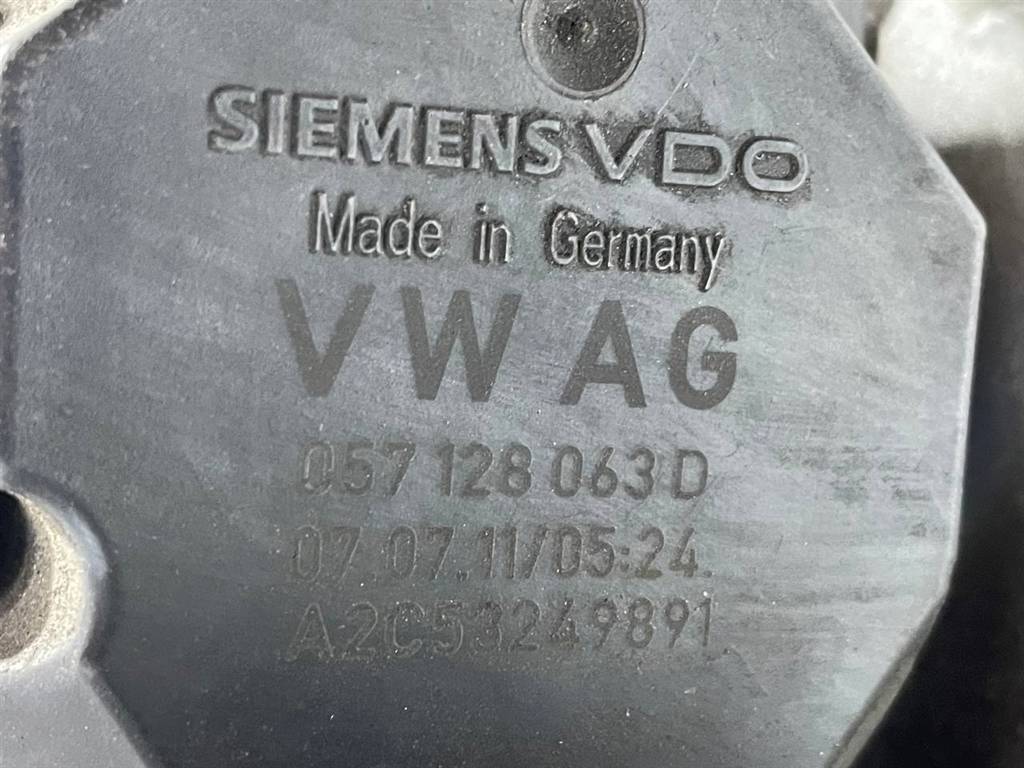 SIEMENS VDO
Made in Germany
VW AG
057 128 063 D
07.07.11/05:24
A2C53249891